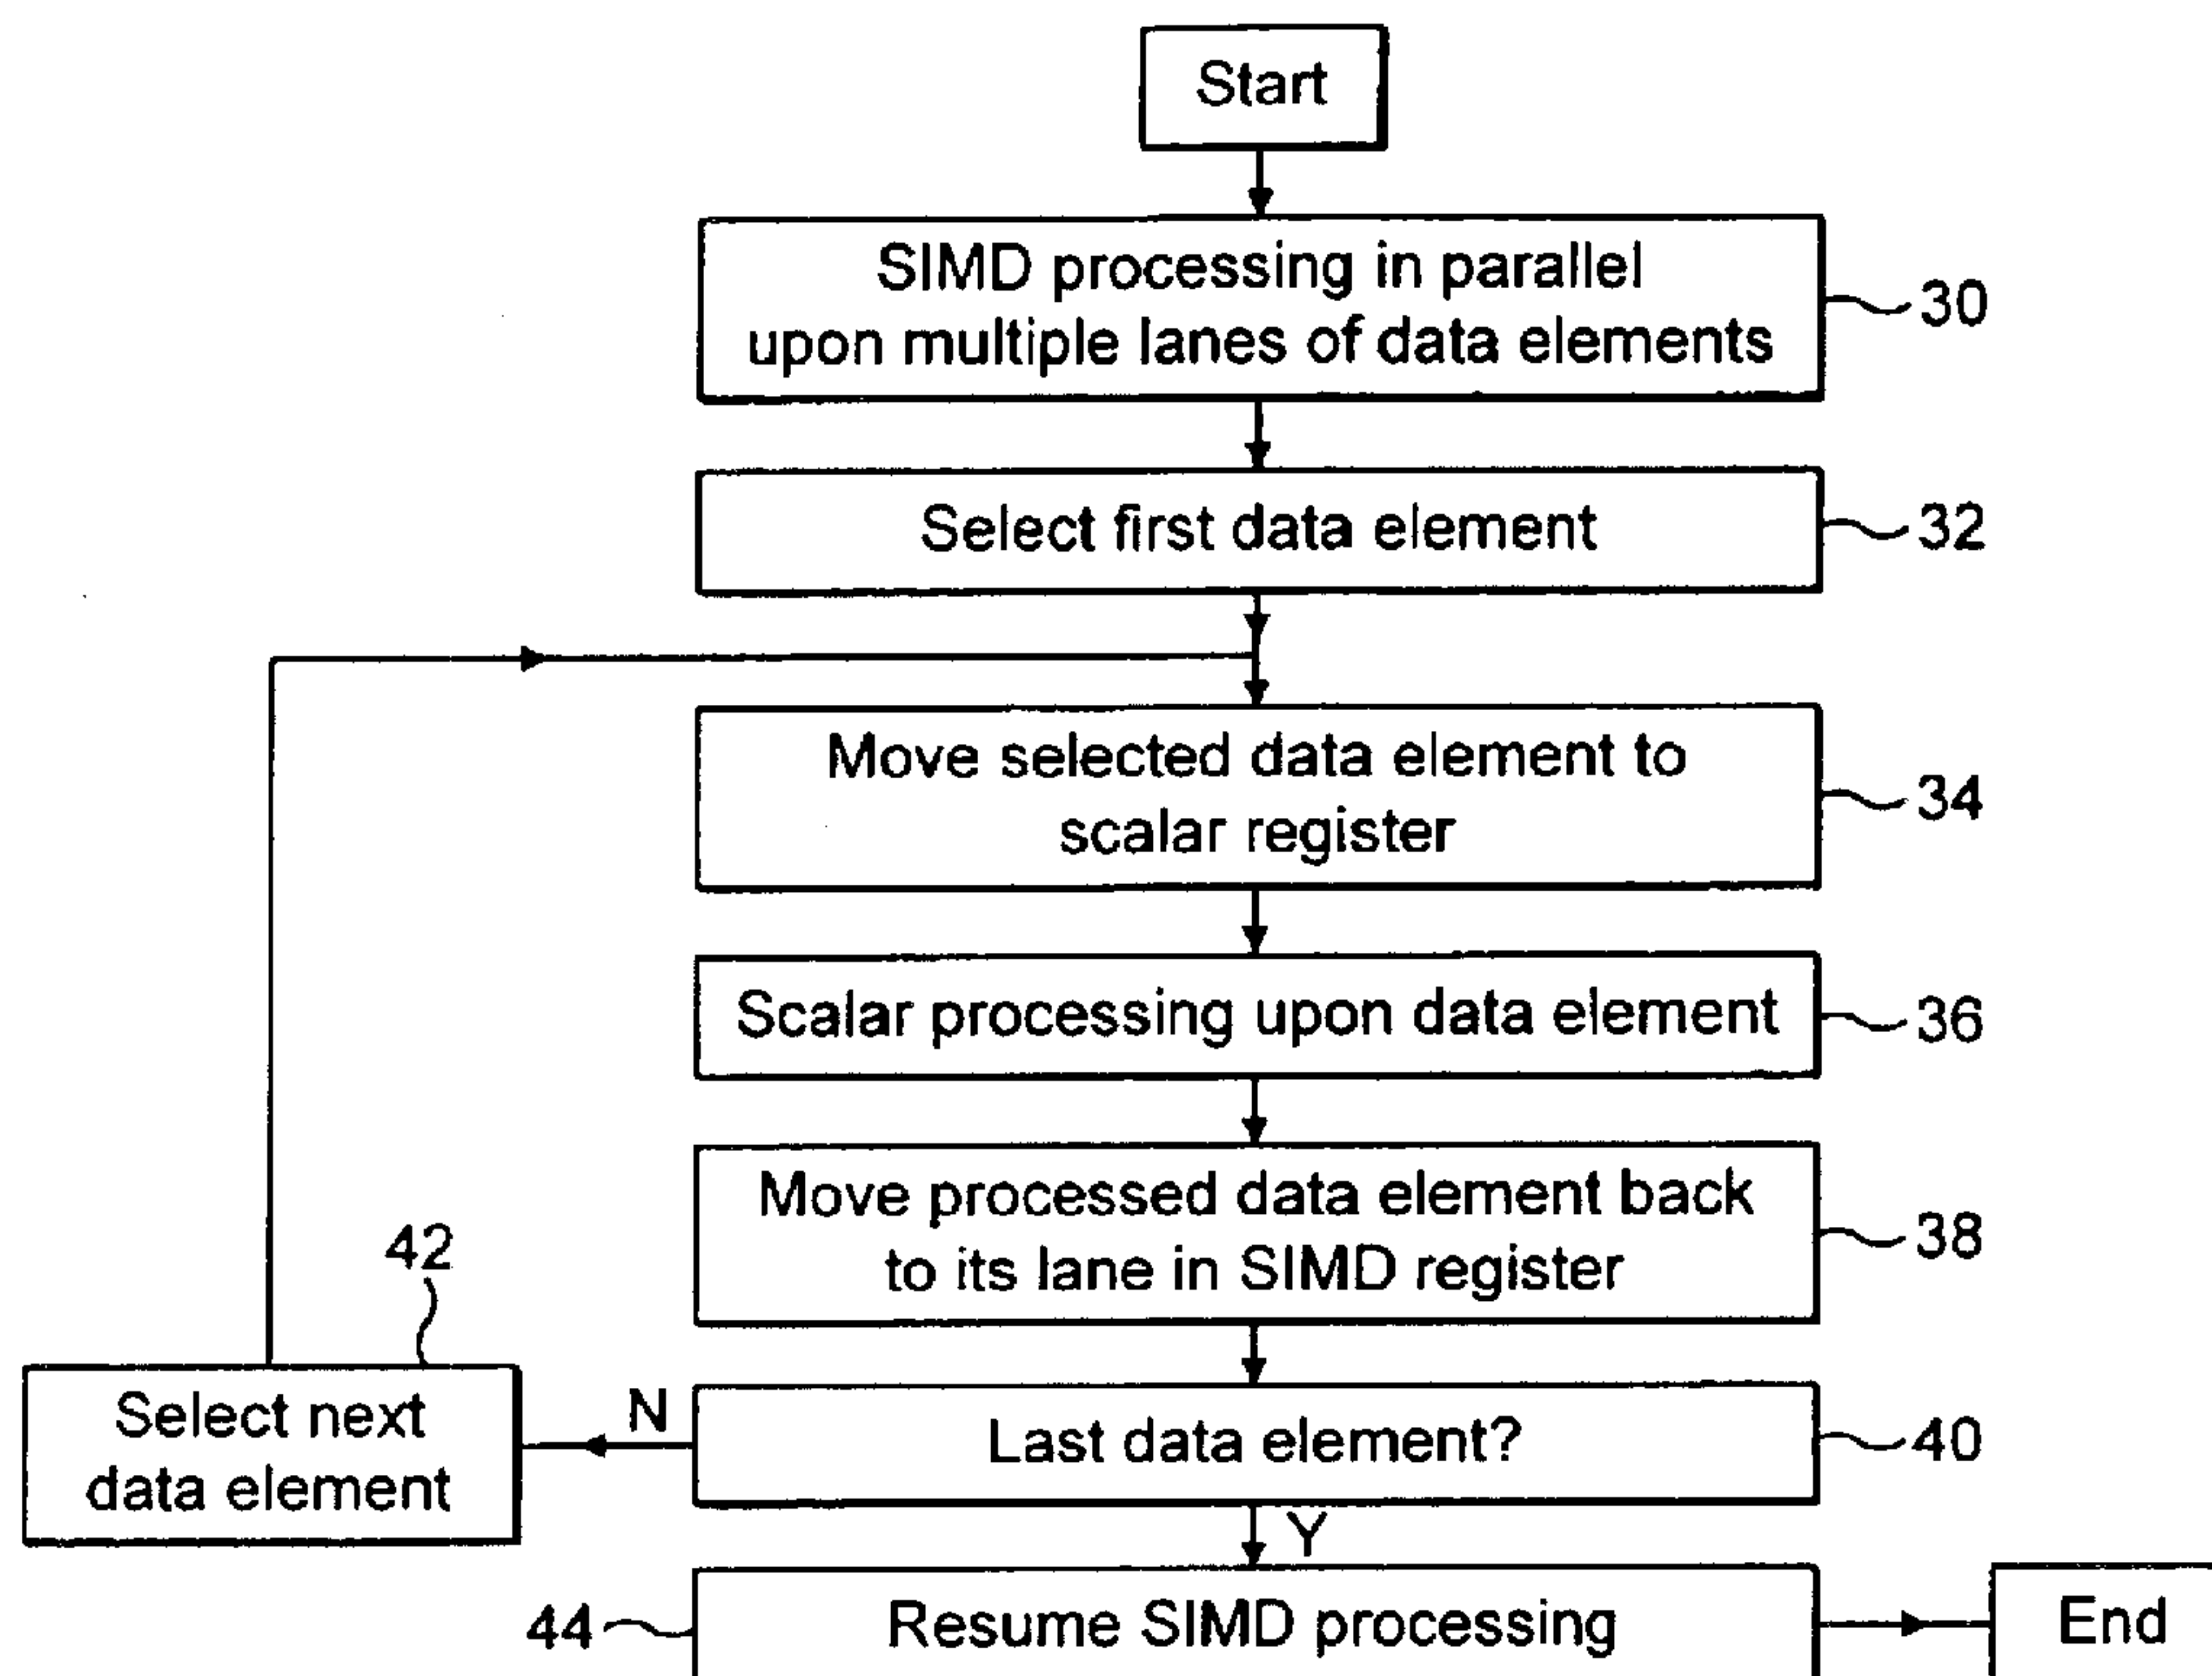 Start
SIMD processing in parallel
upon multiple lanes of data elements
30
Select first data element
32
Move selected data element to
scalar register
34
Scalar processing upon data element
36
Move processed data element back
to its lane in SIMD register
38
42
Select next
data element
N
Last data element?
40
Y
44
Resume SIMD processing
End